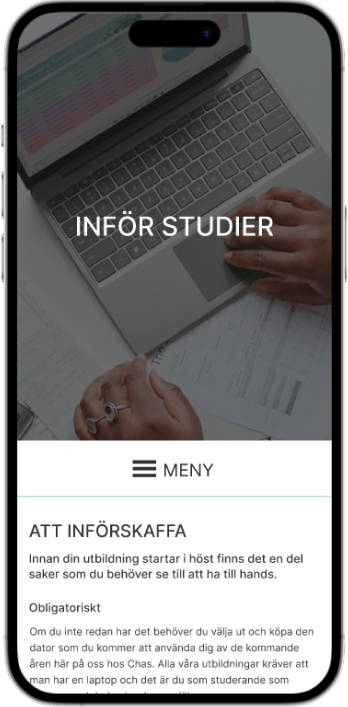 INFÖR STUDIER
MENY
ATT INFÖRSKAFFA
Innan din utbildning startar i höst finns det en del
saker som du behöver se till att ha till hands.
Obligatoriskt
Om du inte redan har det behöver du välja ut och köpa den
dator som du kommer att använda dig av de kommande
åren här på oss hos Chas. Alla våra utbildningar kräver att
man har en laptop och det är du som studerande som